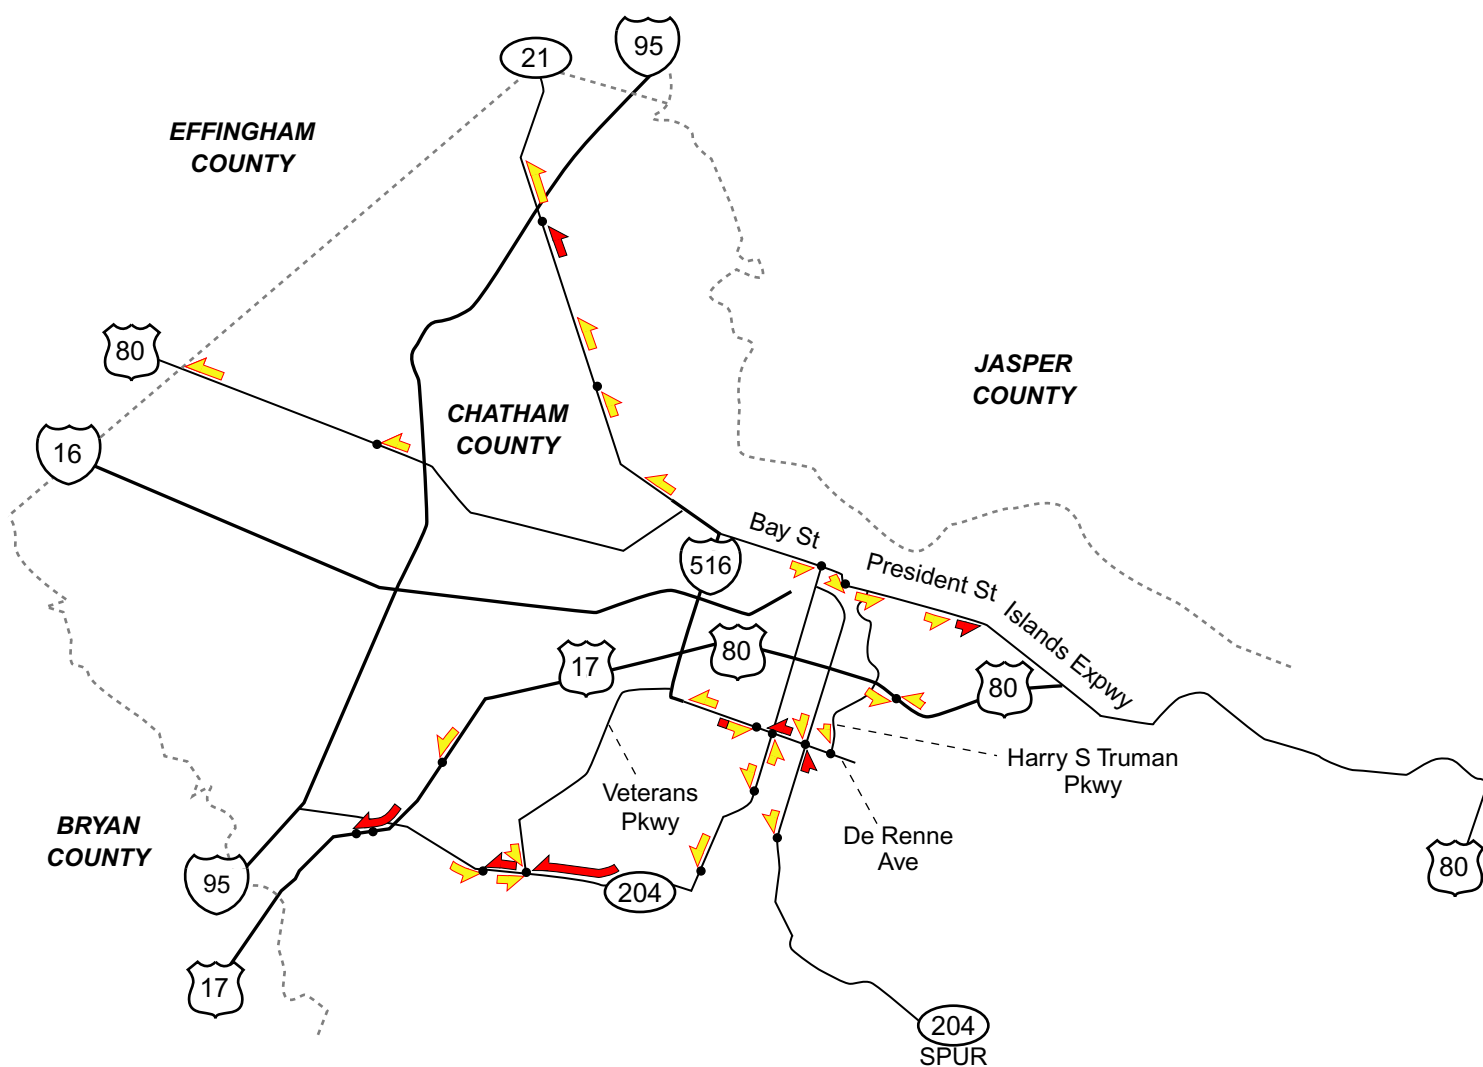 95
21
EFFINGHAM
COUNTY
80
JASPER
COUNTY
CHATHAM
COUNTY
16
Bay St
516
President St
Islands Expwy
17
80
80
Harry S Truman
Pkwy
Veterans
Pkwy
De Renne
Ave
BRYAN
COUNTY
80
95
204
17
204
SPUR